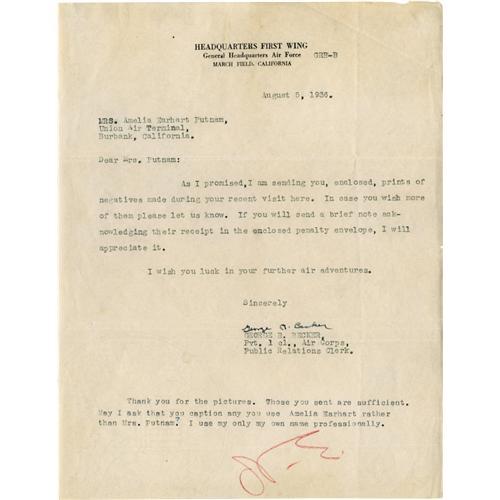 HEADQUARTERS FIRST WING
General Headquarters Air Force GEB-B
MARCH FIELD, CALIFORNIA
August 5, 1936.
MRS. Amelia Earhart Putnam,
Union Air Terminal,
Burbank, California.
Dear Mrs. Putnam:
As I promised, I am sending you, enclosed, prints of
negatives made during your recent visit here. In case you wish more
of them please let us know. If you will send a brief note ack-
nowledging their receipt in the enclosed penalty envelope, I will
appreciate it.
I wish you luck in your further air adventures.
Sincerely
George E. Becker
GEORGE E. BECKER,
Pvt. 1 cl., Air Corps,
Public Relations Clerk.
Thank you for the pictures. Those you sent are sufficient.
May I ask that you caption any you use Amelia Earhart rather
than Mrs. Putnam? I use my only my own name professionally.